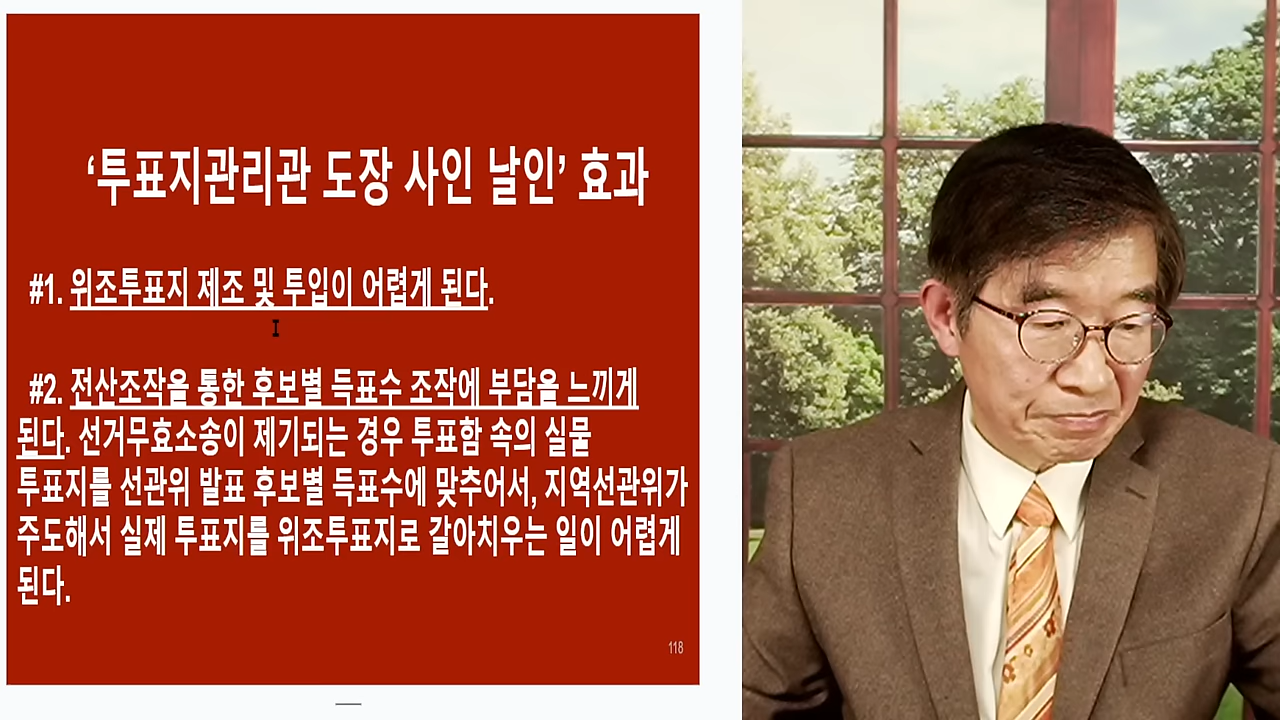 ‘투표지관리관 도장 사인 날인’ 효과
#1. 위조투표지 제조 및 투입이 어렵게 된다.
#2. 전산조작을 통한 후보별 득표수 조작에 부담을 느끼게
된다. 선거무효소송이 제기되는 경우 투표함 속의 실물
투표지를 선관위 발표 후보별 득표수에 맞추어서, 지역선관위가
주도해서 실제 투표지를 위조투표지로 갈아치우는 일이 어렵게
된다.
118